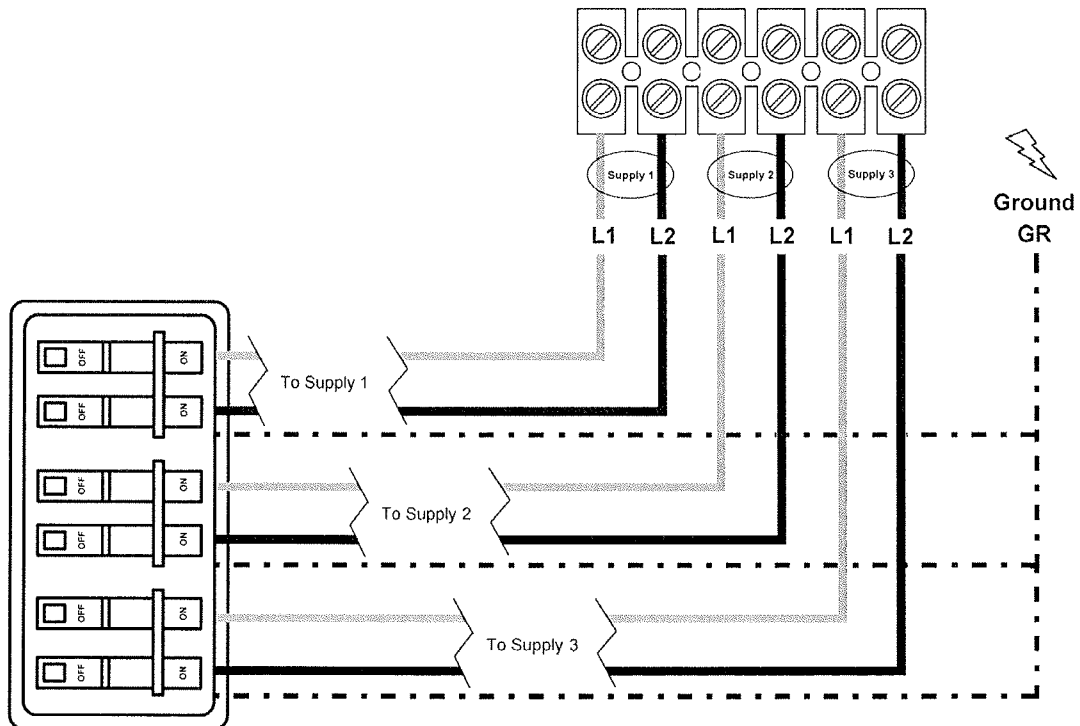 Supply 1 Supply 2 Supply 3
Ground
GR
L1 L2 L1 L2 L1 L2
OFF ON
To Supply 1
OFF ON
OFF ON
To Supply 2
OFF ON
OFF ON
To Supply 3
OFF ON